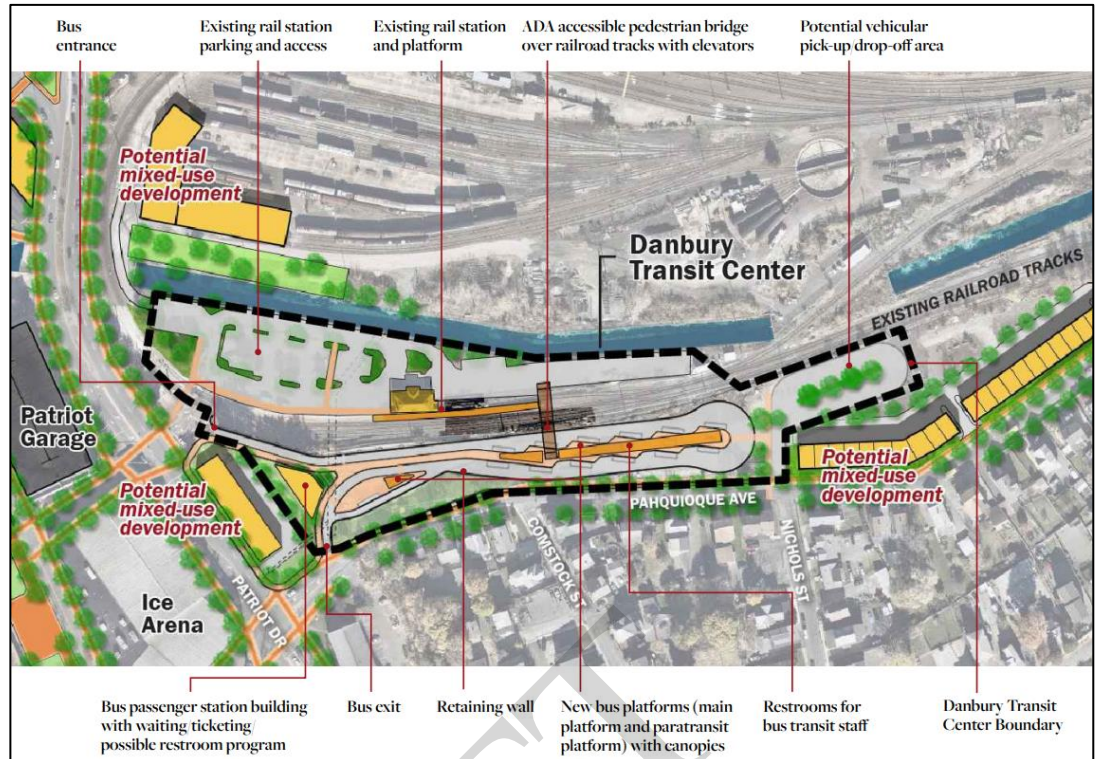 Bus
entrance
Existing rail station
parking and access
Existing rail station
and platform
ADA accessible pedestrian bridge
over railroad tracks with elevators
Potential vehicular
pick-up/drop-off area
Potential
mixed-use
development
Danbury
Transit Center
EXISTING RAILROAD TRACKS
Patriot
Garage
Potential
mixed-use
development
Potential
mixed-use
development
PAHQUIOQUE AVE
COMSTOCK ST
NICHOLS ST
PATRIOT DR
Ice
Arena
Bus passenger station building
with waiting/ticketing/
possible restroom program
Bus exit
Retaining wall
New bus platforms (main
platform and paratransit
platform) with canopies
Restrooms for
bus transit staff
Danbury Transit
Center Boundary